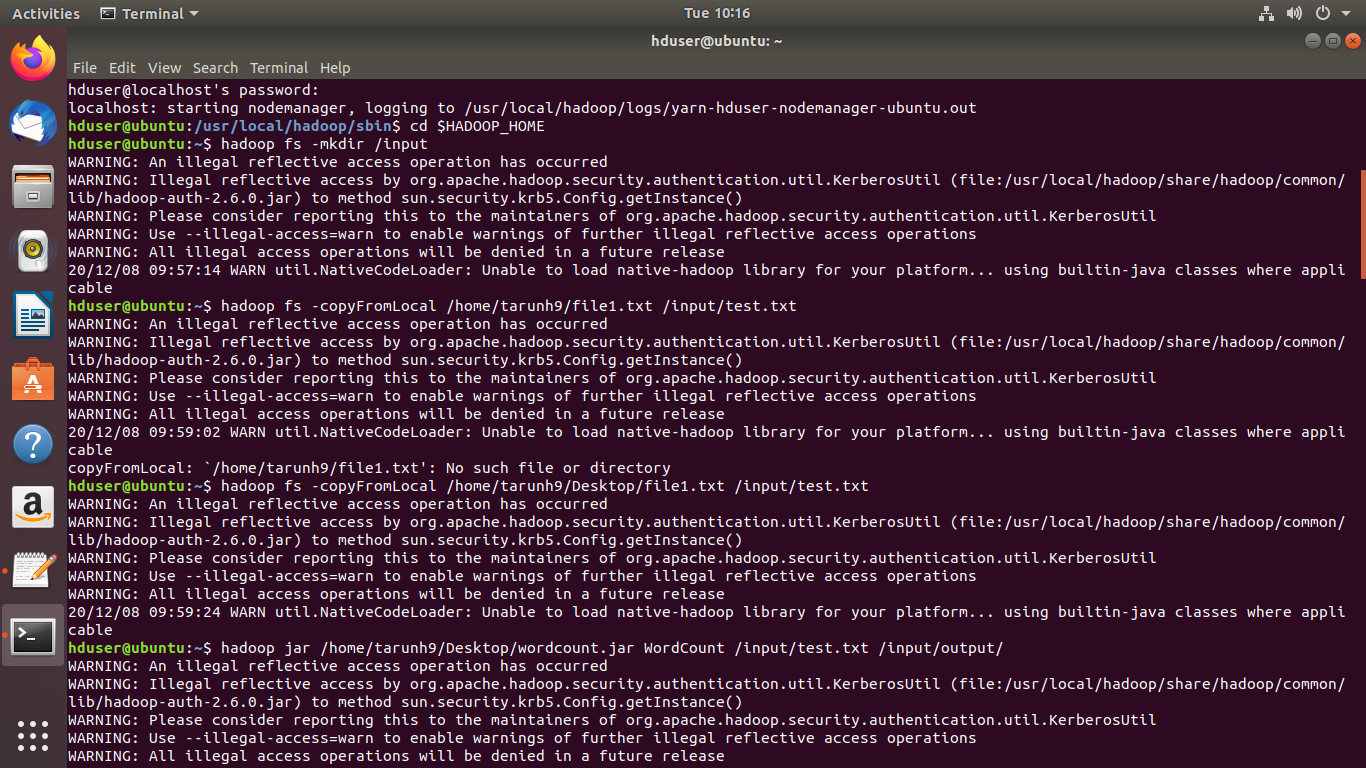 Activities Terminal Tue 10:16
hduser@ubuntu: ~
File Edit View Search Terminal Help
hduser@localhost's password:
localhost: starting nodemanager, logging to /usr/local/hadoop/logs/yarn-hduser-nodemanager-ubuntu.out
hduser@ubuntu:/usr/local/hadoop/sbin$ cd $HADOOP_HOME
hduser@ubuntu:~$ hadoop fs -mkdir /input
WARNING: An illegal reflective access operation has occurred
WARNING: Illegal reflective access by org.apache.hadoop.security.authentication.util.KerberosUtil (file:/usr/local/hadoop/share/hadoop/common/
lib/hadoop-auth-2.6.0.jar) to method sun.security.krb5.Config.getInstance()
WARNING: Please consider reporting this to the maintainers of org.apache.hadoop.security.authentication.util.KerberosUtil
WARNING: Use --illegal-access=warn to enable warnings of further illegal reflective access operations
WARNING: All illegal access operations will be denied in a future release
20/12/08 09:57:14 WARN util.NativeCodeLoader: Unable to load native-hadoop library for your platform... using builtin-java classes where appli
cable
hduser@ubuntu:~$ hadoop fs -copyFromLocal /home/tarunh9/file1.txt /input/test.txt
WARNING: An illegal reflective access operation has occurred
WARNING: Illegal reflective access by org.apache.hadoop.security.authentication.util.KerberosUtil (file:/usr/local/hadoop/share/hadoop/common/
lib/hadoop-auth-2.6.0.jar) to method sun.security.krb5.Config.getInstance()
WARNING: Please consider reporting this to the maintainers of org.apache.hadoop.security.authentication.util.KerberosUtil
WARNING: Use --illegal-access=warn to enable warnings of further illegal reflective access operations
WARNING: All illegal access operations will be denied in a future release
20/12/08 09:59:02 WARN util.NativeCodeLoader: Unable to load native-hadoop library for your platform... using builtin-java classes where appli
cable
copyFromLocal: `/home/tarunh9/file1.txt': No such file or directory
hduser@ubuntu:~$ hadoop fs -copyFromLocal /home/tarunh9/Desktop/file1.txt /input/test.txt
WARNING: An illegal reflective access operation has occurred
WARNING: Illegal reflective access by org.apache.hadoop.security.authentication.util.KerberosUtil (file:/usr/local/hadoop/share/hadoop/common/
lib/hadoop-auth-2.6.0.jar) to method sun.security.krb5.Config.getInstance()
WARNING: Please consider reporting this to the maintainers of org.apache.hadoop.security.authentication.util.KerberosUtil
WARNING: Use --illegal-access=warn to enable warnings of further illegal reflective access operations
WARNING: All illegal access operations will be denied in a future release
20/12/08 09:59:24 WARN util.NativeCodeLoader: Unable to load native-hadoop library for your platform... using builtin-java classes where appli
cable
hduser@ubuntu:~$ hadoop jar /home/tarunh9/Desktop/wordcount.jar WordCount /input/test.txt /input/output/
WARNING: An illegal reflective access operation has occurred
WARNING: Illegal reflective access by org.apache.hadoop.security.authentication.util.KerberosUtil (file:/usr/local/hadoop/share/hadoop/common/
lib/hadoop-auth-2.6.0.jar) to method sun.security.krb5.Config.getInstance()
WARNING: Please consider reporting this to the maintainers of org.apache.hadoop.security.authentication.util.KerberosUtil
WARNING: Use --illegal-access=warn to enable warnings of further illegal reflective access operations
WARNING: All illegal access operations will be denied in a future release